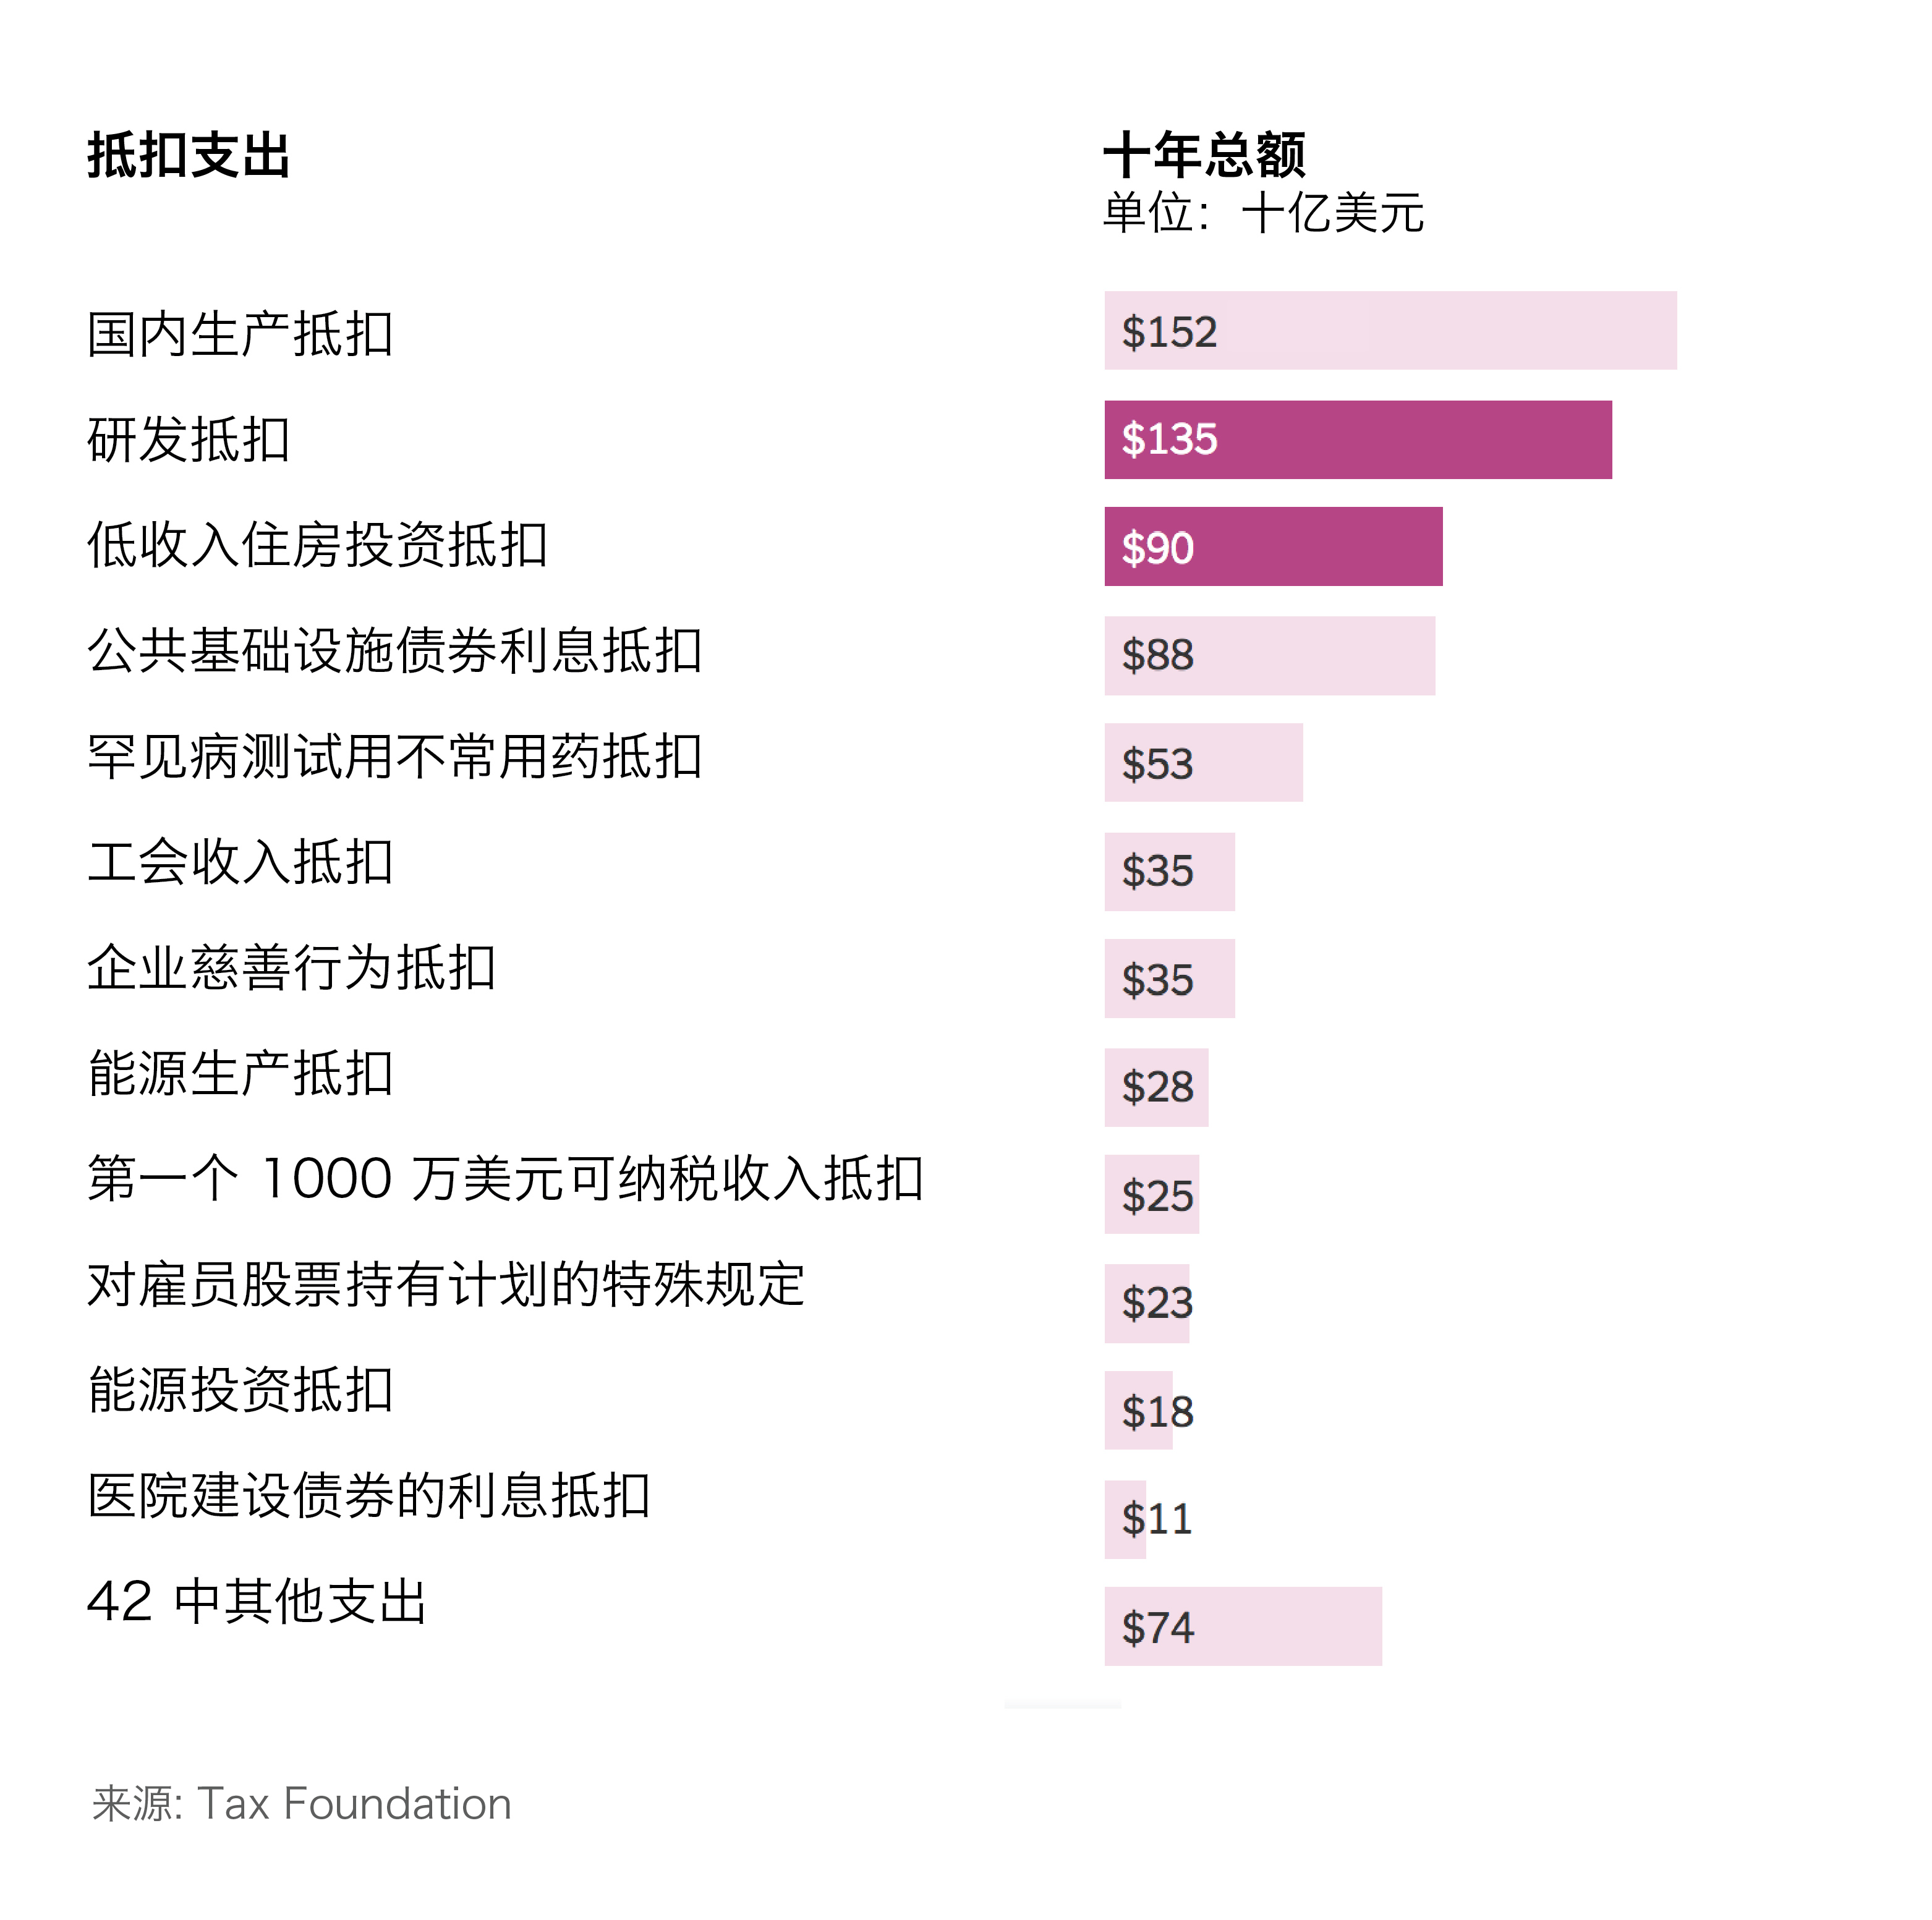 抵扣支出 十年总额
单位：十亿美元
国内生产抵扣 $152
研发抵扣 $135
低收入住房投资抵扣 $90
公共基础设施债券利息抵扣 $88
罕见病测试用不常用药抵扣 $53
工会收入抵扣 $35
企业慈善行为抵扣 $35
能源生产抵扣 $28
第一个 1000 万美元可纳税收入抵扣 $25
对雇员股票持有计划的特殊规定 $23
能源投资抵扣 $18
医院建设债券的利息抵扣 $11
42 中其他支出 $74
来源: Tax Foundation